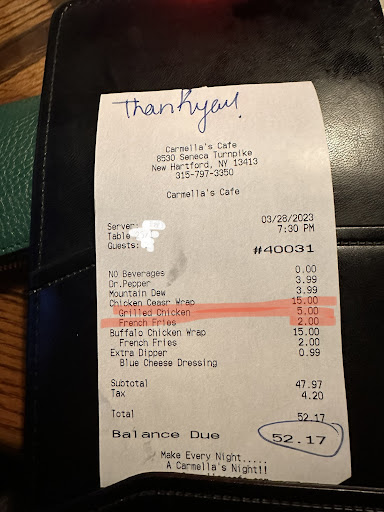 Thankyou!
Carmella's Cafe
8530 Seneca Turnpike
New Hartford, NY 13413
315-797-3350
Carmella's Cafe
Server: 03/28/2023
Table 7:30 PM
Guests: #40031
NO Beverages 0.00
Dr.Pepper 3.99
Mountain Dew 3.99
Chicken Ceasr Wrap 15.00
Grilled Chicken 5.00
French Fries 2.00
Buffalo Chicken Wrap 15.00
French Fries 2.00
Extra Dipper 0.99
Blue Cheese Dressing
Subtotal 47.97
Tax 4.20
Total 52.17
Balance Due 52.17
Make Every Night.....
A Carmella's Night!!